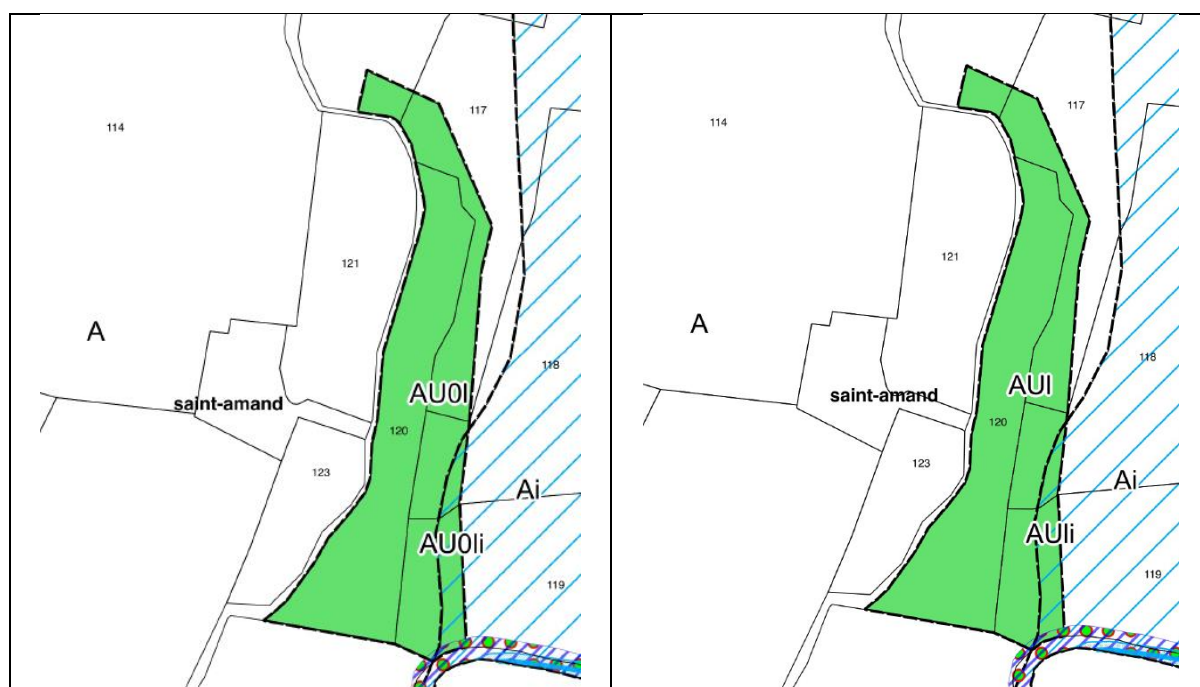 117
114
121
A
118
AU0l
saint-amand
120
123
Ai
AU0li
119
117
114
121
A
118
AUl
saint-amand
120
123
Ai
AUli
119